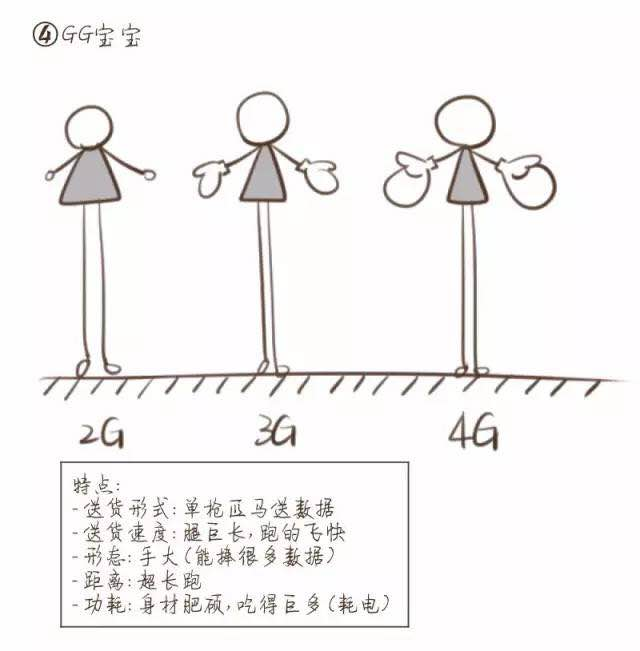 ④GG宝宝
2G 3G 4G
特点:
-送货形式:单枪匹马送数据
-送货速度:腿巨长,跑的飞快
-形态:手大(能捧很多数据)
-距离:超长跑
-功耗:身材肥硕,吃得巨多(耗电)